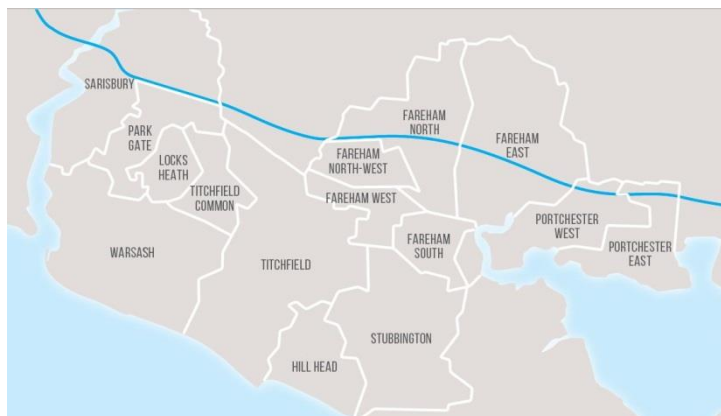 SARISBURY
PARK
GATE
LOCKS
HEATH
TITCHFIELD
COMMON
WARSASH
TITCHFIELD
HILL HEAD
STUBBINGTON
FAREHAM
NORTH
FAREHAM
NORTH-WEST
FAREHAM WEST
FAREHAM
SOUTH
FAREHAM
EAST
PORTCHESTER
WEST
PORTCHESTER
EAST